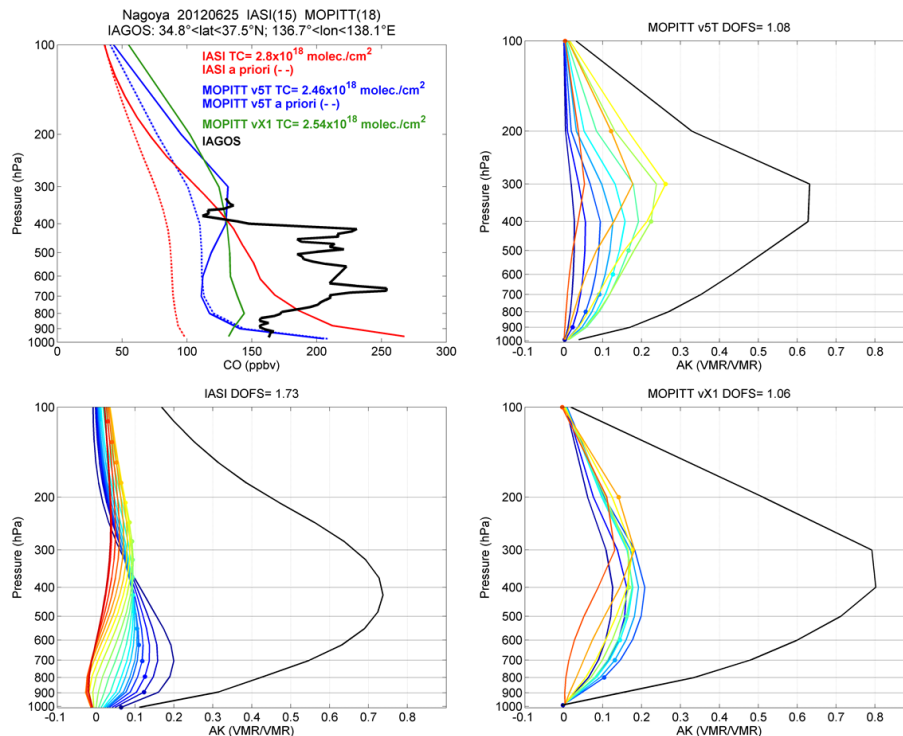 Nagoya 20120625 IASI(15) MOPITT(18)
IAGOS: 34.8°<lat<37.5°N; 136.7°<lon<138.1°E
IASI TC= 2.8x10^18 molec./cm^2
IASI a priori (- -)
MOPITT v5T TC= 2.46x10^18 molec./cm^2
MOPITT v5T a priori (- -)
MOPITT vX1 TC= 2.54x10^18 molec./cm^2
IAGOS
Pressure (hPa)
100
200
300
400
500
600
700
800
900
1000
0 50 100 150 200 250 300
CO (ppbv)
MOPITT v5T DOFS= 1.08
Pressure (hPa)
100
200
300
400
500
600
700
800
900
1000
-0.1 0 0.1 0.2 0.3 0.4 0.5 0.6 0.7 0.8
AK (VMR/VMR)
IASI DOFS= 1.73
Pressure (hPa)
100
200
300
400
500
600
700
800
900
1000
-0.1 0 0.1 0.2 0.3 0.4 0.5 0.6 0.7 0.8
AK (VMR/VMR)
MOPITT vX1 DOFS= 1.06
Pressure (hPa)
100
200
300
400
500
600
700
800
900
1000
-0.1 0 0.1 0.2 0.3 0.4 0.5 0.6 0.7 0.8
AK (VMR/VMR)